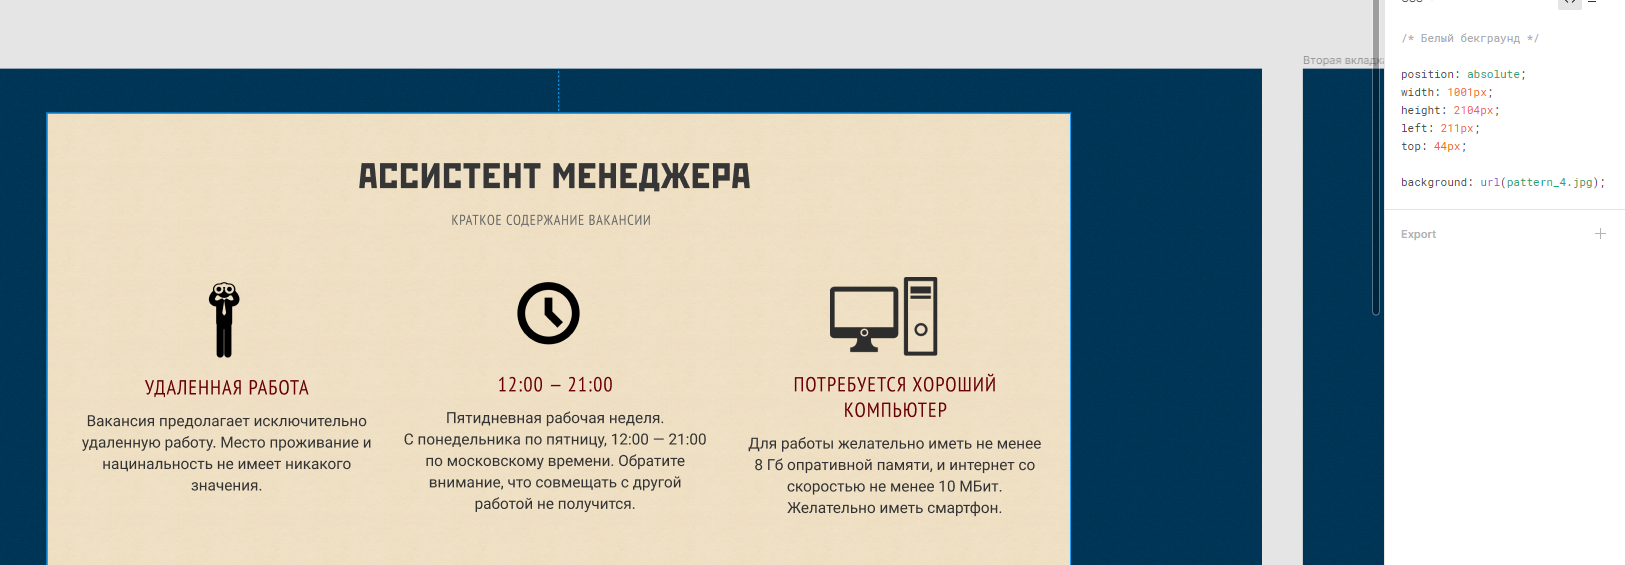 АССИСТЕНТ МЕНЕДЖЕРА
КРАТКОЕ СОДЕРЖАНИЕ ВАКАНСИИ
УДАЛЕННАЯ РАБОТА
Вакансия предолагает исключительно
удаленную работу. Место проживание и
нацинальность не имеет никакого
значения.
12:00 — 21:00
Пятидневная рабочая неделя.
С понедельника по пятницу, 12:00 — 21:00
по московскому времени. Обратите
внимание, что совмещать с другой
работой не получится.
ПОТРЕБУЕТСЯ ХОРОШИЙ
КОМПЬЮТЕР
Для работы желательно иметь не менее
8 Гб опративной памяти, и интернет со
скоростью не менее 10 МБит.
Желательно иметь смартфон.
Вторая вкладка
/* Белый бекграунд */
position: absolute;
width: 1001px;
height: 2104px;
left: 211px;
top: 44px;
background: url(pattern_4.jpg);
Export